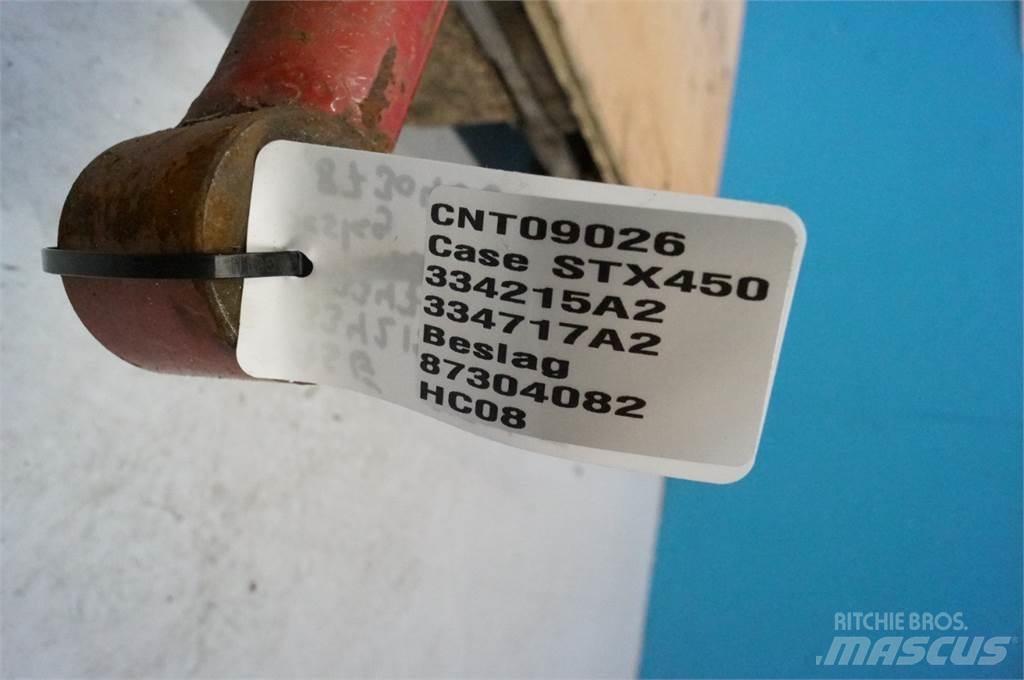 CNT09026
Case STX450
334215A2
334717A2
Beslag
87304082
HC08
RITCHIE BROS.
MASCUS